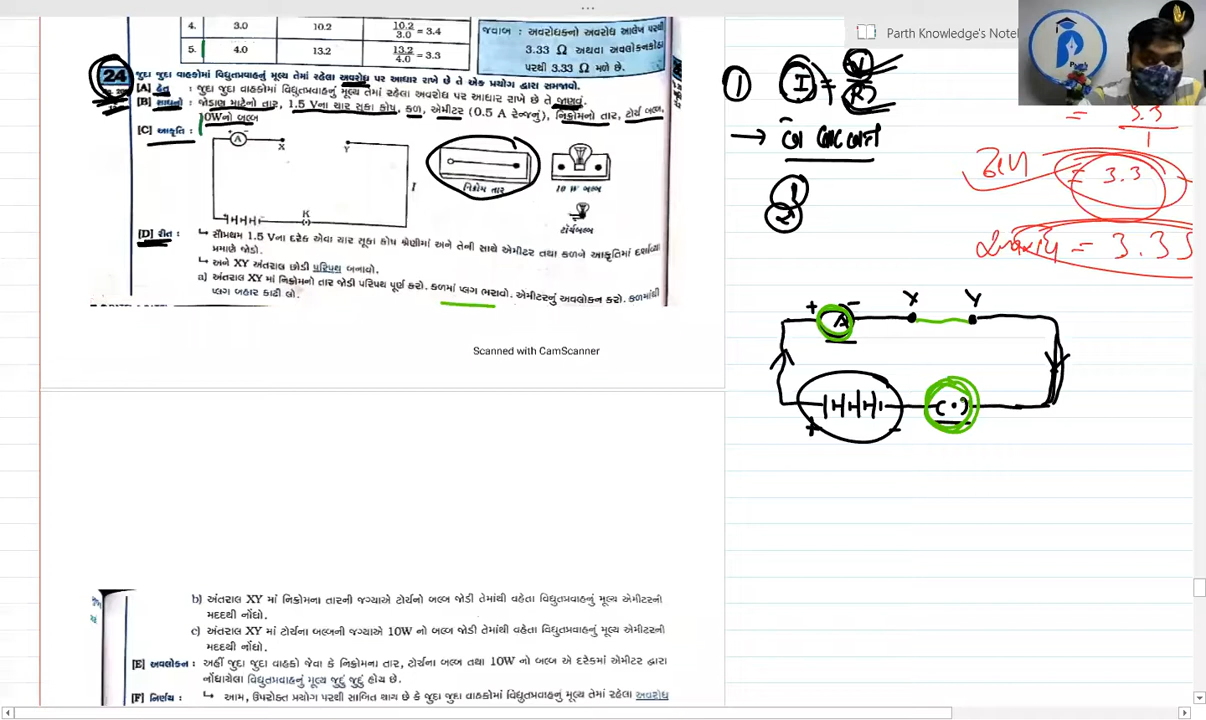 4. 3.0 10.2 10.2/3.0 = 3.4
5. 4.0 13.2 13.2/4.0 = 3.3
જવાબ : અવરોધકનો અવરોધ આલેખ પરથી
3.33 Ω અથવા અવલોકનકોઠા
પરથી 3.33 Ω મળે છે.
24 જુદા જુદા વાહકોમાં વિદ્યુતપ્રવાહનું મૂલ્ય તેમાં રહેલા અવરોધ પર આધાર રાખે છે તે એક પ્રયોગ દ્વારા સમજાવો.
[A] હેતુ : જુદા જુદા વાહકોમાં વિદ્યુતપ્રવાહનું મૂલ્ય તેમાં રહેલા અવરોધ પર આધાર રાખે છે તે જાણવું.
[B] સાધનો : જોડાણ માટેનો તાર, 1.5 Vના ચાર સૂકા કોષ, કળ, એમીટર (0.5 A રેન્જનું), નિક્રોમનો તાર, ટોર્ચ બલ્બ,
10Wનો બલ્બ
[C] આકૃતિ :
+ A −
X Y
I
K
નિક્રોમ તાર
10 W બલ્બ
ટોર્ચબલ્બ
[D] રીત : ↳ સૌપ્રથમ 1.5 Vના દરેક એવા ચાર સૂકા કોષ શ્રેણીમાં અને તેની સાથે એમીટર તથા કળને આકૃતિમાં દર્શાવ્યા
પ્રમાણે જોડો.
↳ અને XY અંતરાલ છોડી પરિપથ બનાવો.
a) અંતરાલ XY માં નિક્રોમનો તાર જોડી પરિપથ પૂર્ણ કરો. કળમાં પ્લગ ભરાવો. એમીટરનું અવલોકન કરો. કળમાંથી
પ્લગ બહાર કાઢી લો.
Scanned with CamScanner
b) અંતરાલ XY માં નિક્રોમના તારની જગ્યાએ ટોર્ચનો બલ્બ જોડી તેમાંથી વહેતા વિદ્યુતપ્રવાહનું મૂલ્ય એમીટરની
મદદથી નોંધો.
c) અંતરાલ XY માં ટોર્ચના બલ્બની જગ્યાએ 10W નો બલ્બ જોડી તેમાંથી વહેતા વિદ્યુતપ્રવાહનું મૂલ્ય એમીટરની
મદદથી નોંધો.
[E] અવલોકન : અહીં જુદા જુદા વાહકો જેવા કે નિક્રોમના તાર, ટોર્ચના બલ્બ તથા 10W નો બલ્બ એ દરેકમાં એમીટર દ્વારા
નોંધાયેલા વિદ્યુતપ્રવાહનું મૂલ્ય જુદું જુદું હોય છે.
[F] નિર્ણય : ↳ આમ, ઉપરોક્ત પ્રયોગ પરથી સાબિત થાય છે કે જુદા જુદા વાહકોમાં વિદ્યુતપ્રવાહનું મૂલ્ય તેમાં રહેલા અવરોધ
Parth Knowledge's Notel
① I = V/R
= 3.3/1
= 3.3
= 3.33
+ A − X Y
+ −